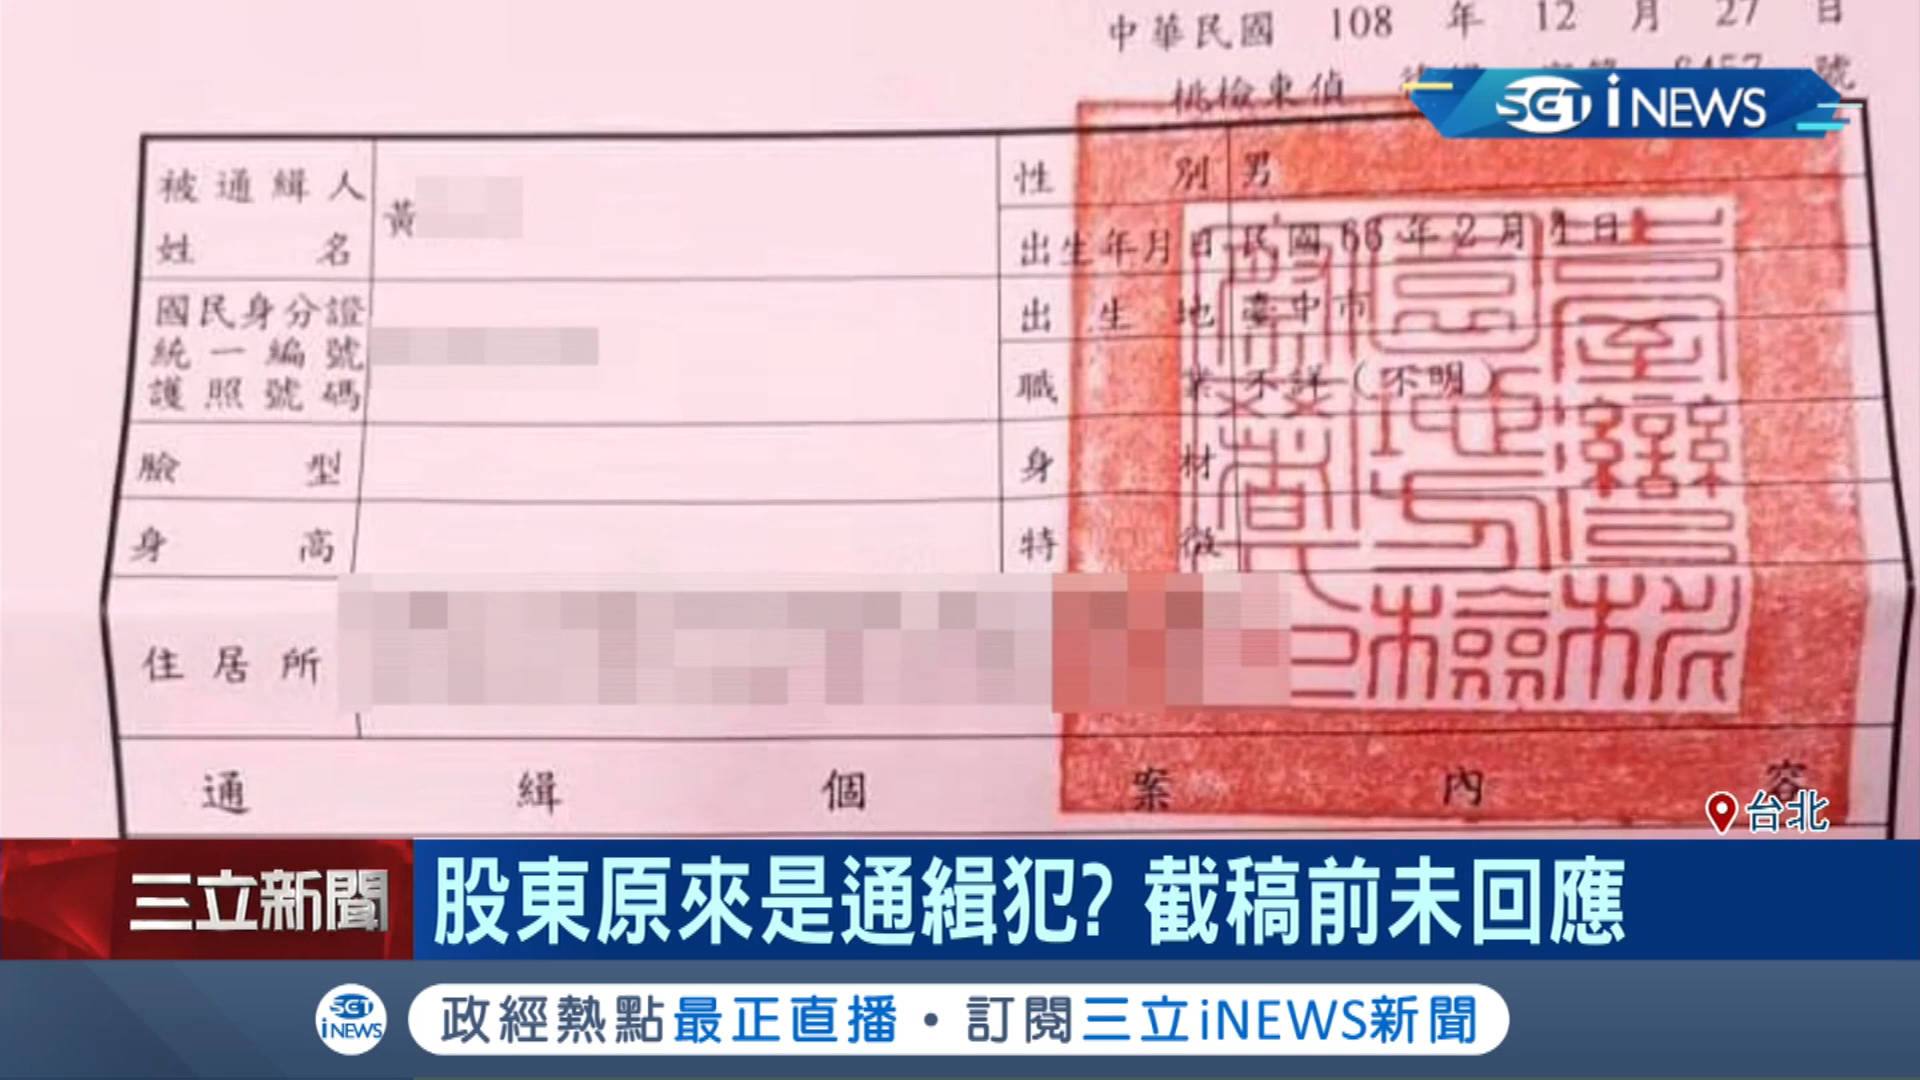 中華民國 108 年 12 月 27 日
桃檢東偵 號
SET iNEWS
被通緝人姓名
黃
性別 男
出生年月日 民國 66 年 2 月 1 日
國民身分證統一編號
護照號碼
出生地 臺中市
職業 不詳(不明)
臉型
身材
身高
特徵
住居所
通緝個案內容
台北
三立新聞
股東原來是通緝犯? 截稿前未回應
SET iNEWS
政經熱點最正直播・訂閱三立iNEWS新聞